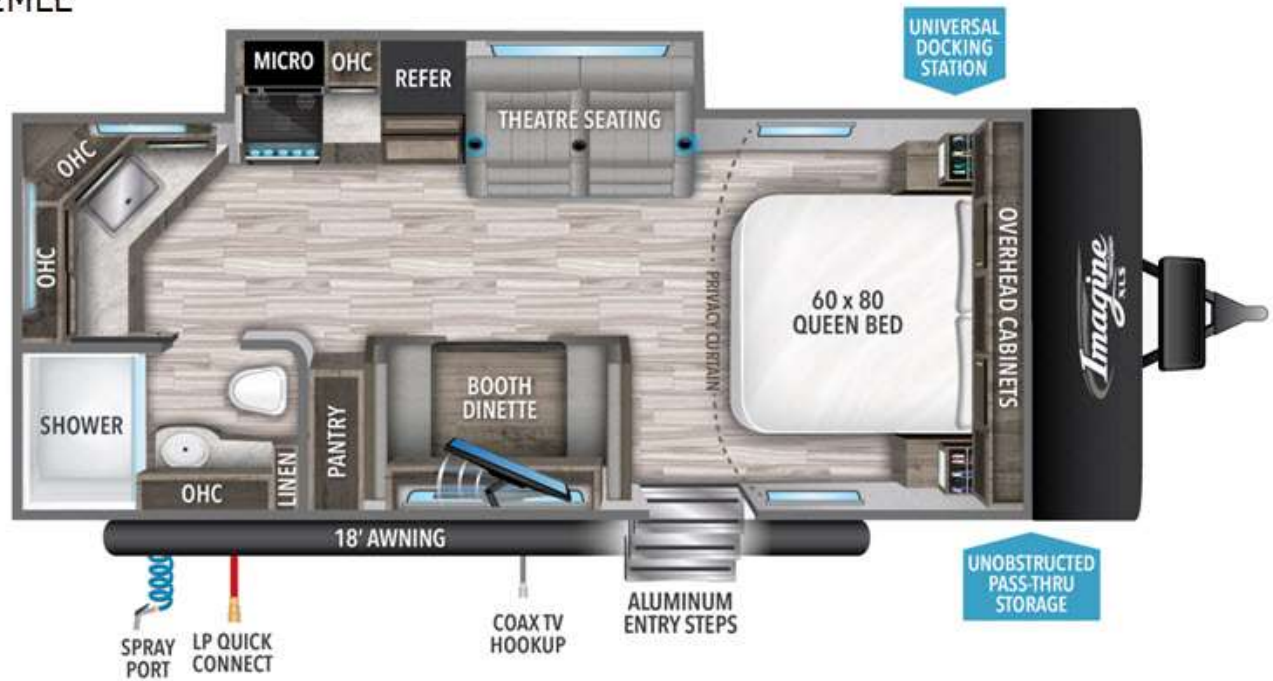 UNIVERSAL
DOCKING
STATION
MICRO
OHC
REFER
THEATRE SEATING
OHC
OHC
OVERHEAD CABINETS
PRIVACY CURTAIN
60 x 80
QUEEN BED
Imagine
XLS
BOOTH
DINETTE
SHOWER
PANTRY
LINEN
OHC
18' AWNING
UNOBSTRUCTED
PASS-THRU
STORAGE
SPRAY
PORT
LP QUICK
CONNECT
COAX TV
HOOKUP
ALUMINUM
ENTRY STEPS